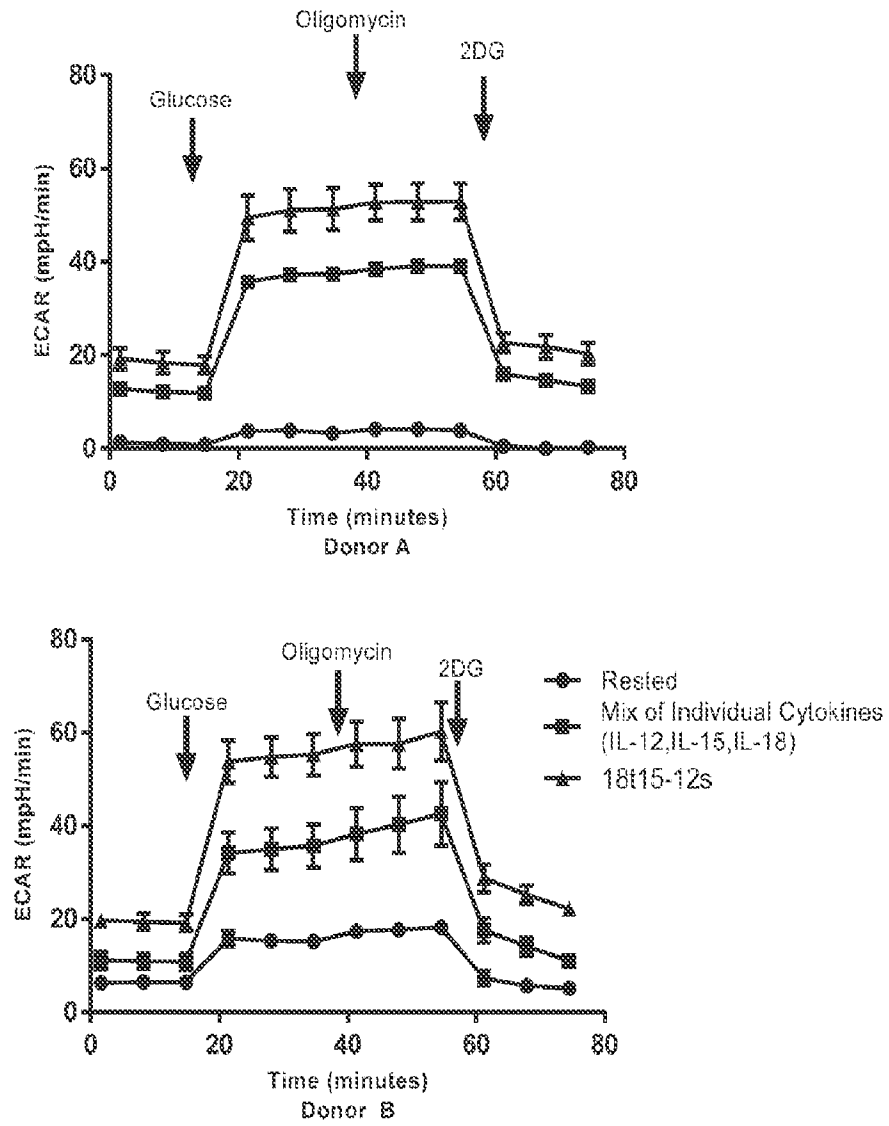 Oligomycin
2DG
Glucose
80
60
40
20
0
ECAR (mpH/min)
0 20 40 60 80
Time (minutes)
Donor A
Oligomycin
2DG
Glucose
80
60
40
20
0
ECAR (mpH/min)
0 20 40 60 80
Time (minutes)
Donor B
Rested
Mix of Individual Cytokines
(IL-12,IL-15,IL-18)
18t15-12s